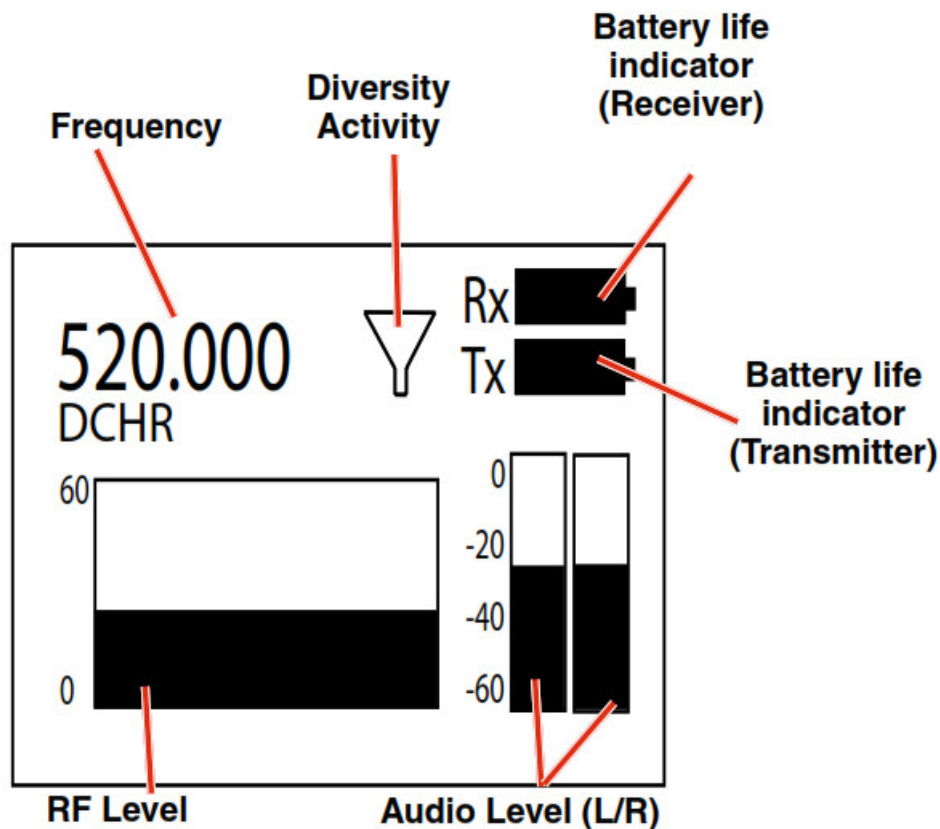 Battery life
indicator
(Receiver)
Diversity
Activity
Frequency
Rx
520.000
Tx
DCHR
Battery life
indicator
(Transmitter)
60
0
0
-20
-40
-60
RF Level
Audio Level (L/R)